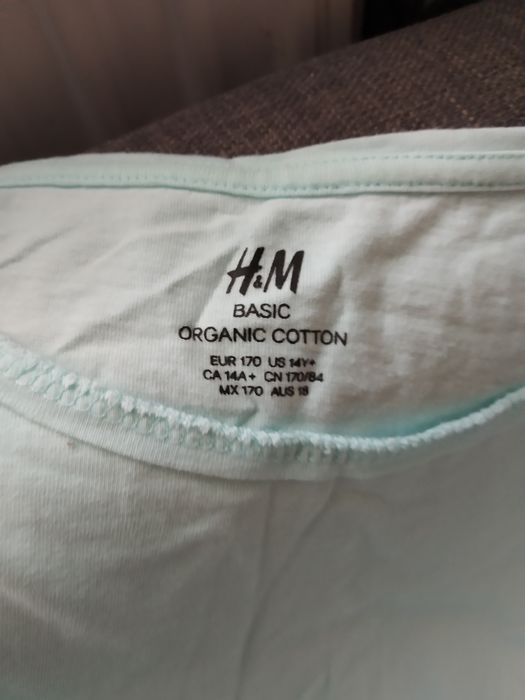 H&M
BASIC
ORGANIC COTTON
EUR 170 US 14Y+
CA 14A+ CN 170/84
MX 170 AUS 18